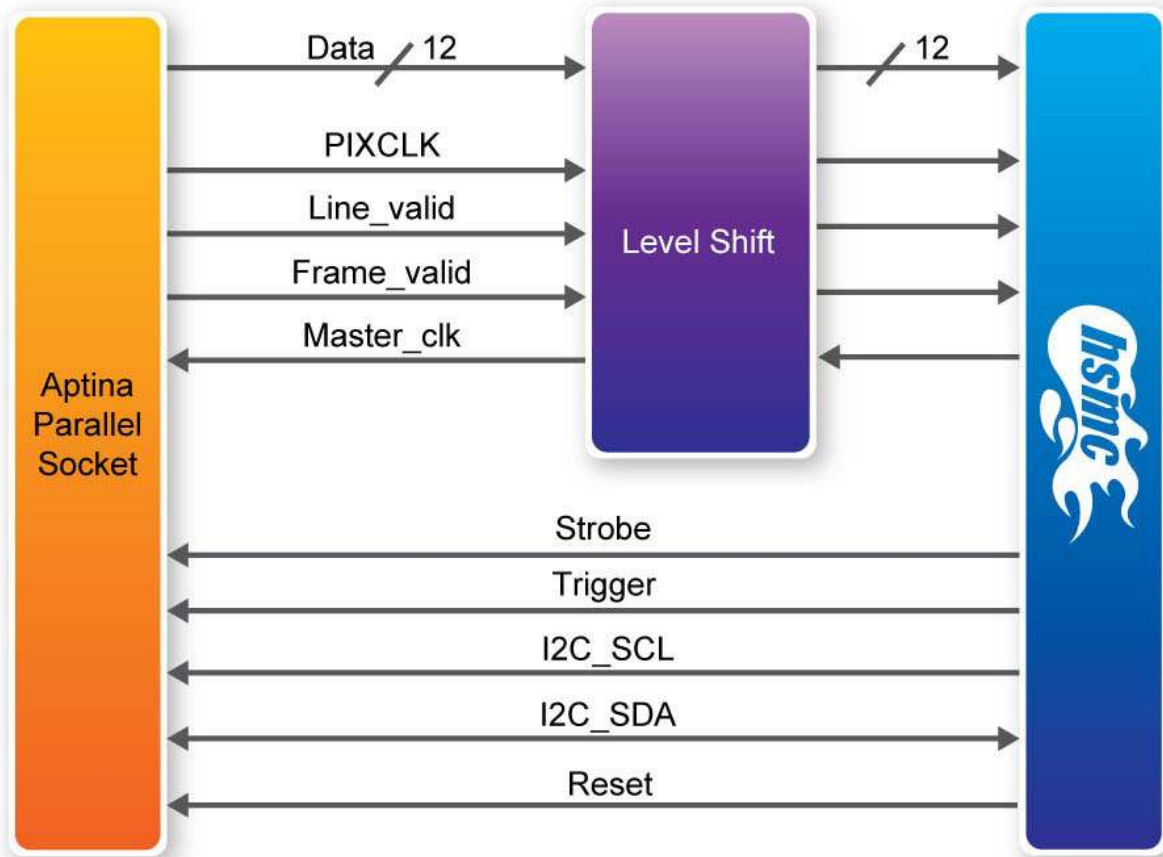 Data 12
12
PIXCLK
Line_valid
Frame_valid
Master_clk
Aptina
Parallel
Socket
Level Shift
hsmc
Strobe
Trigger
I2C_SCL
I2C_SDA
Reset